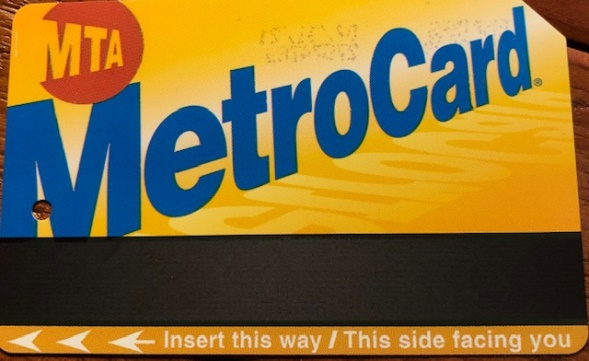 MTA
MetroCard®
Insert this way / This side facing you